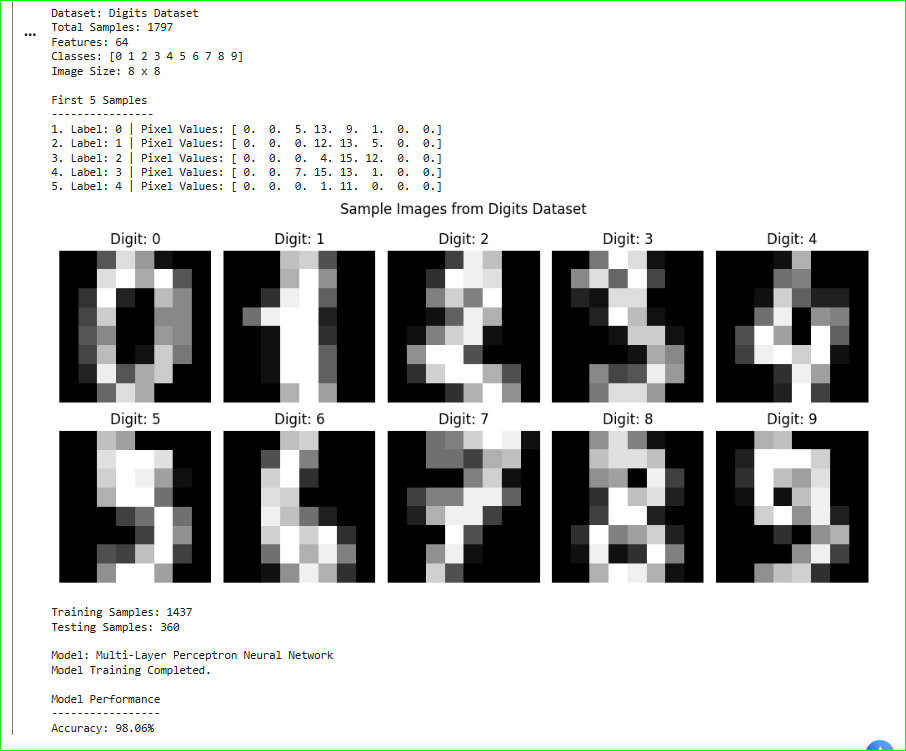 Dataset: Digits Dataset
Total Samples: 1797
Features: 64
Classes: [0 1 2 3 4 5 6 7 8 9]
Image Size: 8 x 8
First 5 Samples
----------------
1. Label: 0 | Pixel Values: [ 0.  0.  5. 13.  9.  1.  0.  0.]
2. Label: 1 | Pixel Values: [ 0.  0.  0. 12. 13.  5.  0.  0.]
3. Label: 2 | Pixel Values: [ 0.  0.  0.  4. 15. 12.  0.  0.]
4. Label: 3 | Pixel Values: [ 0.  0.  7. 15. 13.  1.  0.  0.]
5. Label: 4 | Pixel Values: [ 0.  0.  0.  1. 11.  0.  0.  0.]
Sample Images from Digits Dataset
Digit: 0 Digit: 1 Digit: 2 Digit: 3 Digit: 4
Digit: 5 Digit: 6 Digit: 7 Digit: 8 Digit: 9
Training Samples: 1437
Testing Samples: 360
Model: Multi-Layer Perceptron Neural Network
Model Training Completed.
Model Performance
-----------------
Accuracy: 98.06%